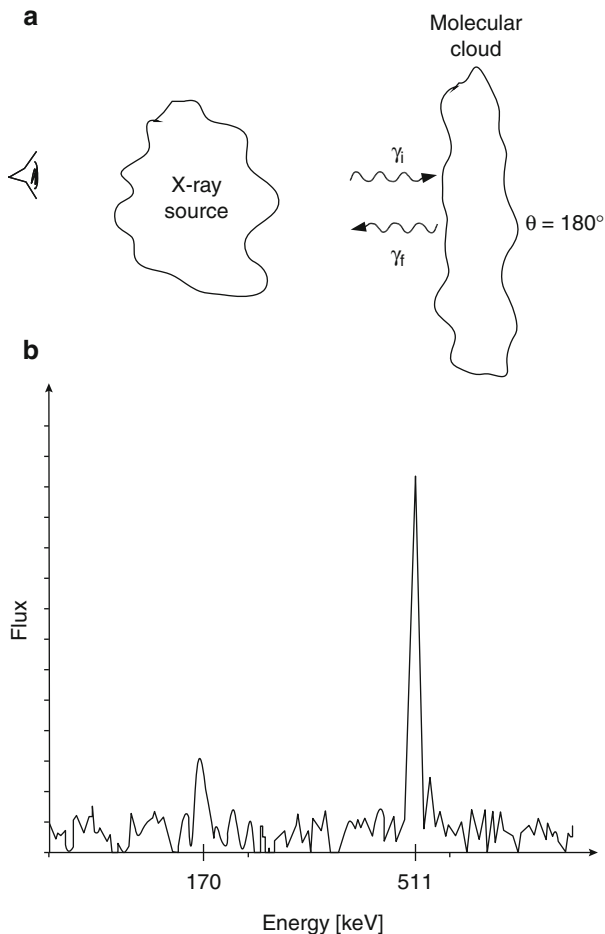 a
Molecular
cloud
X-ray
source
γi
γf
θ = 180°
b
Flux
170
511
Energy [keV]